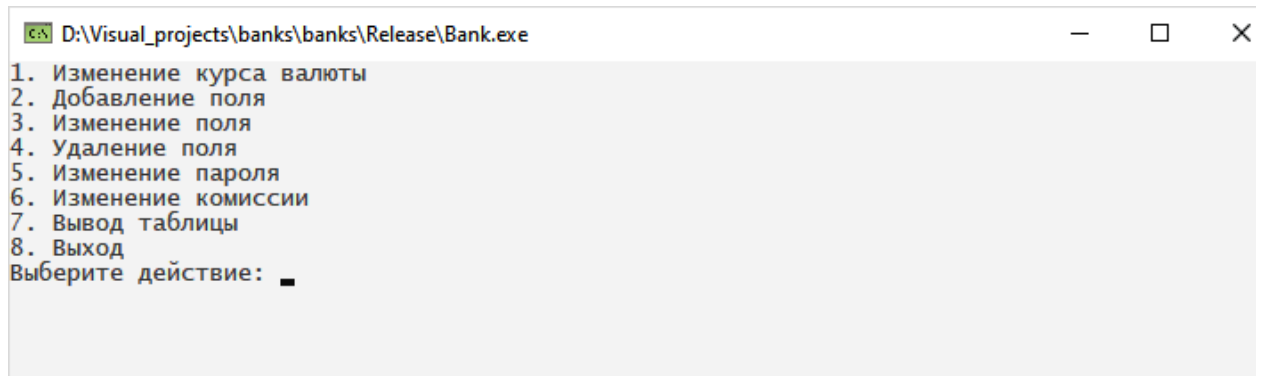 D:\Visual_projects\banks\banks\Release\Bank.exe
1. Изменение курса валюты
2. Добавление поля
3. Изменение поля
4. Удаление поля
5. Изменение пароля
6. Изменение комиссии
7. Вывод таблицы
8. Выход
Выберите действие: